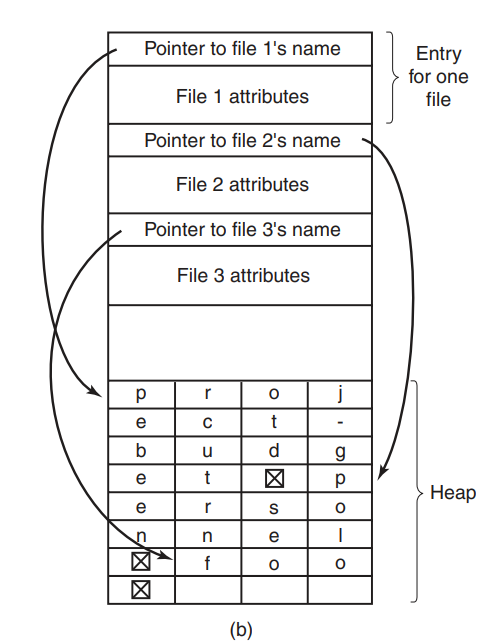 Pointer to file 1's name
Entry
for one
file
File 1 attributes
Pointer to file 2's name
File 2 attributes
Pointer to file 3's name
File 3 attributes
p r o j
e c t -
b u d g
e t ☒ p
e r s o
n n e l
☒ f o o
☒
Heap
(b)